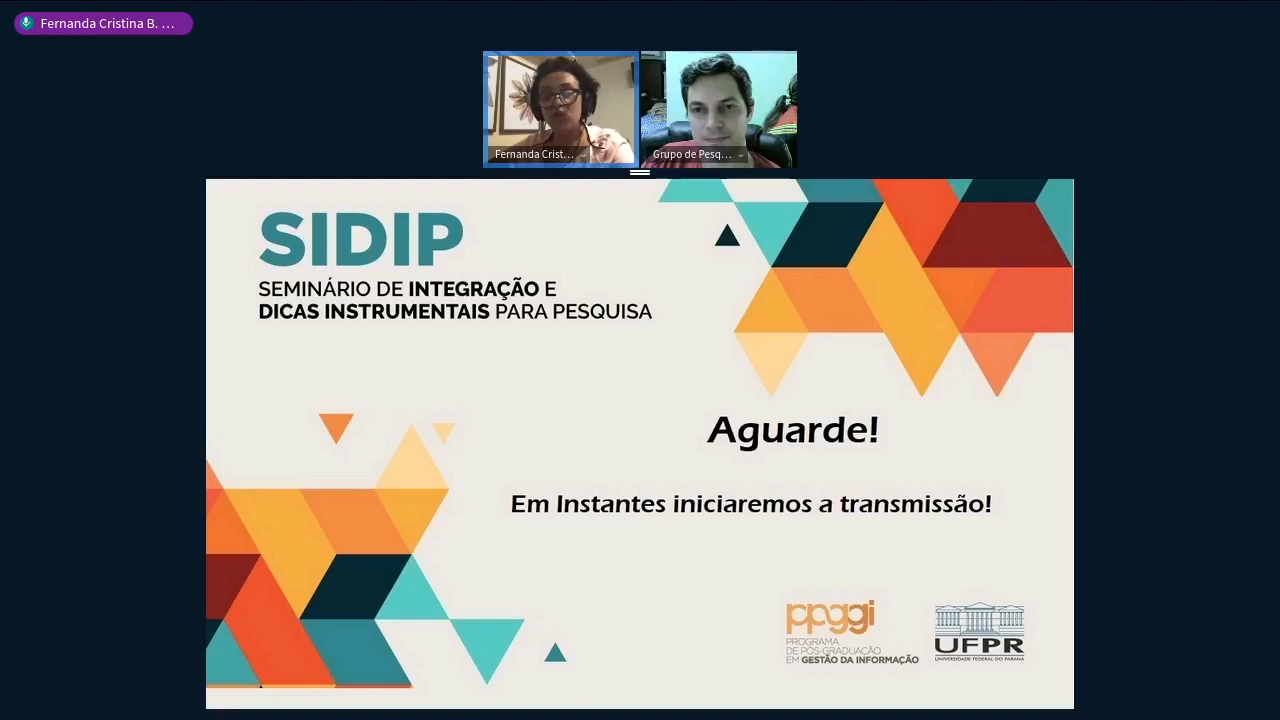 Fernanda Cristina B. ...
Fernanda Crist...
Grupo de Pesq...
SIDIP
SEMINÁRIO DE INTEGRAÇÃO E
DICAS INSTRUMENTAIS PARA PESQUISA
Aguarde!
Em Instantes iniciaremos a transmissão!
ppggi
PROGRAMA
DE PÓS-GRADUAÇÃO
EM GESTÃO DA INFORMAÇÃO
UFPR
UNIVERSIDADE FEDERAL DO PARANÁ